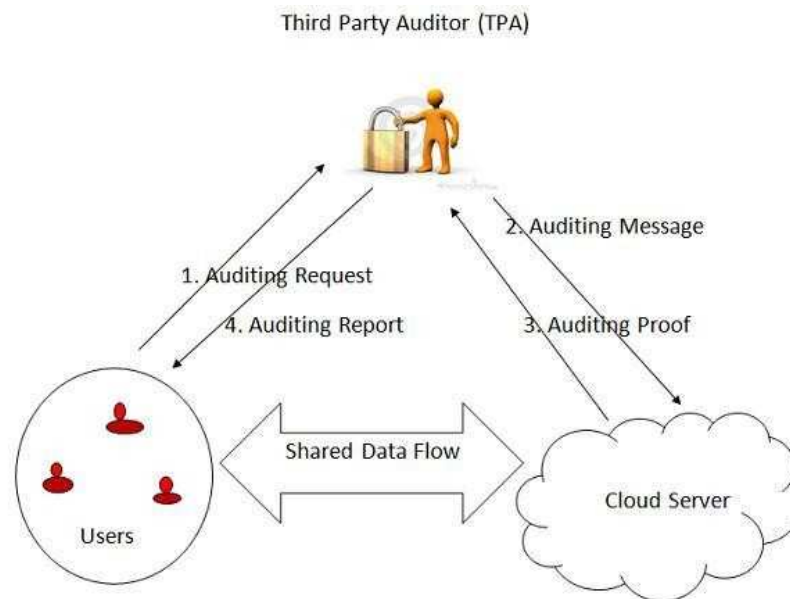 Third Party Auditor (TPA)
2. Auditing Message
1. Auditing Request
4. Auditing Report
3. Auditing Proof
Shared Data Flow
Cloud Server
Users